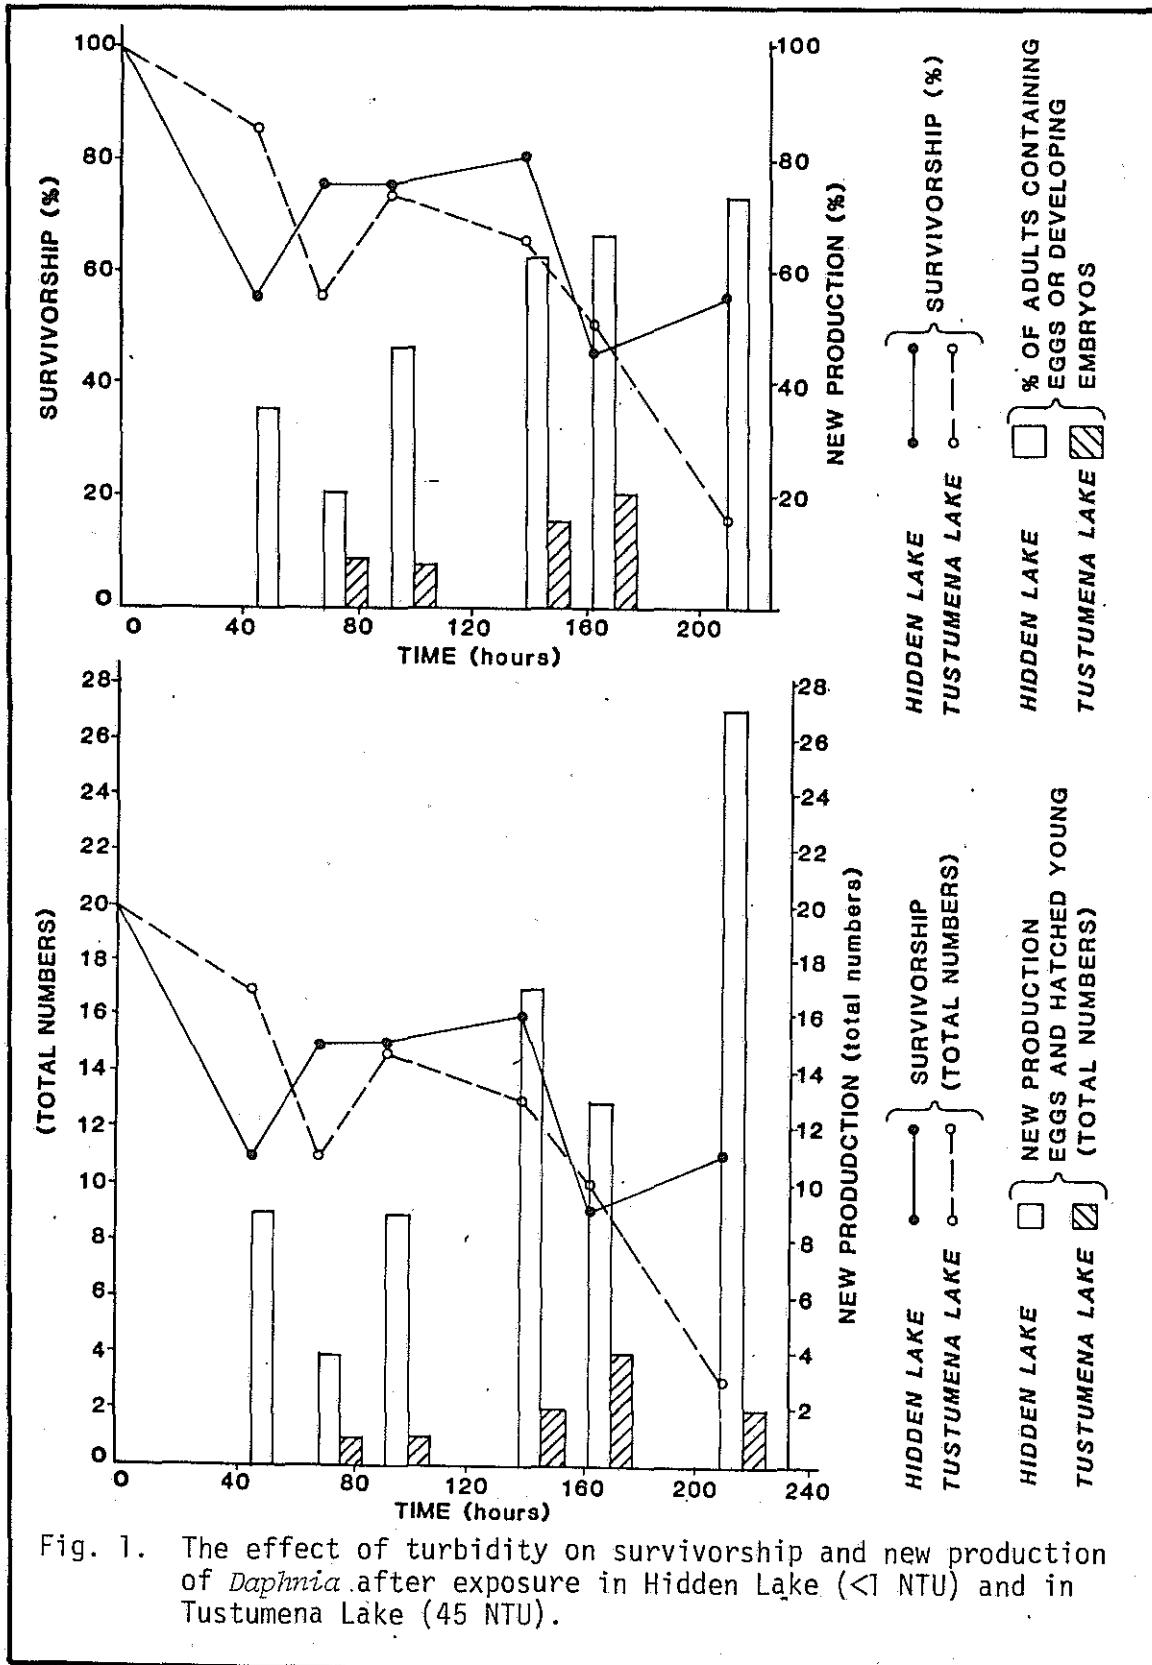 100
80
60
40
20
0
SURVIVORSHIP (%)
100
80
60
40
20
NEW PRODUCTION (%)
0
40
80
120
160
200
TIME (hours)
HIDDEN LAKE
TUSTUMENA LAKE
SURVIVORSHIP (%)
HIDDEN LAKE
TUSTUMENA LAKE
% OF ADULTS CONTAINING
EGGS OR DEVELOPING
EMBRYOS
28
26
24
22
20
18
16
14
12
10
8
6
4
2
0
(TOTAL NUMBERS)
28
26
24
22
20
18
16
14
12
10
8
6
4
2
NEW PRODUDCTION (total numbers)
0
40
80
120
160
200
240
TIME (hours)
HIDDEN LAKE
TUSTUMENA LAKE
SURVIVORSHIP
(TOTAL NUMBERS)
HIDDEN LAKE
TUSTUMENA LAKE
NEW PRODUCTION
EGGS AND HATCHED YOUNG
(TOTAL NUMBERS)
Fig. 1. The effect of turbidity on survivorship and new production
of Daphnia after exposure in Hidden Lake (<1 NTU) and in
Tustumena Lake (45 NTU).